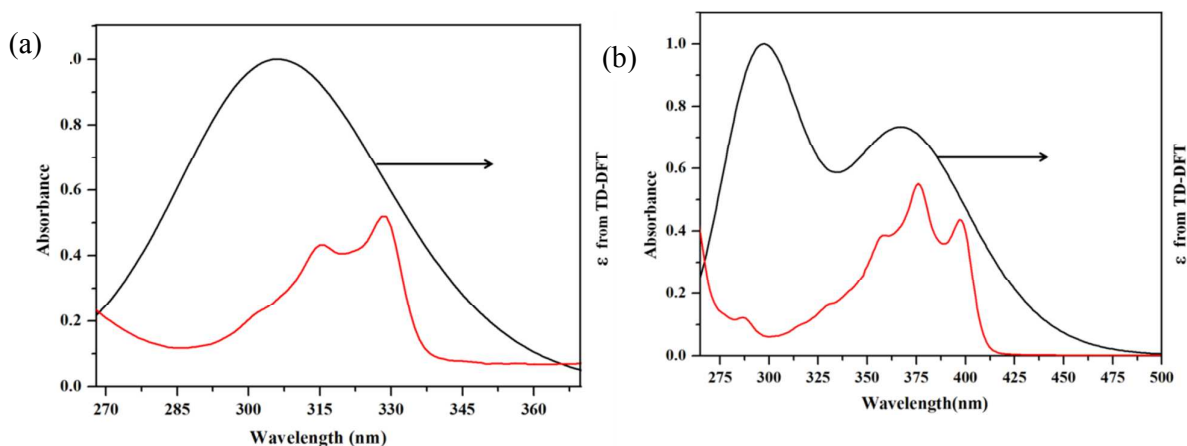 (a)
.0
0.8
0.6
0.4
0.2
0.0
Absorbance
270 285 300 315 330 345 360
Wavelength (nm)
ε from TD-DFT
(b)
1.0
0.8
0.6
0.4
0.2
0.0
Absorbance
275 300 325 350 375 400 425 450 475 500
Wavelength(nm)
ε from TD-DFT